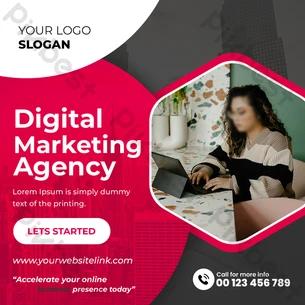 YOUR LOGO
SLOGAN
Digital
Marketing
Agency
Lorem Ipsum is simply dummy
text of the printing.
LETS STARTED
www.yourwebsitelink.com
"Accelerate your online
presence today"
Call for more info
00 123 456 789